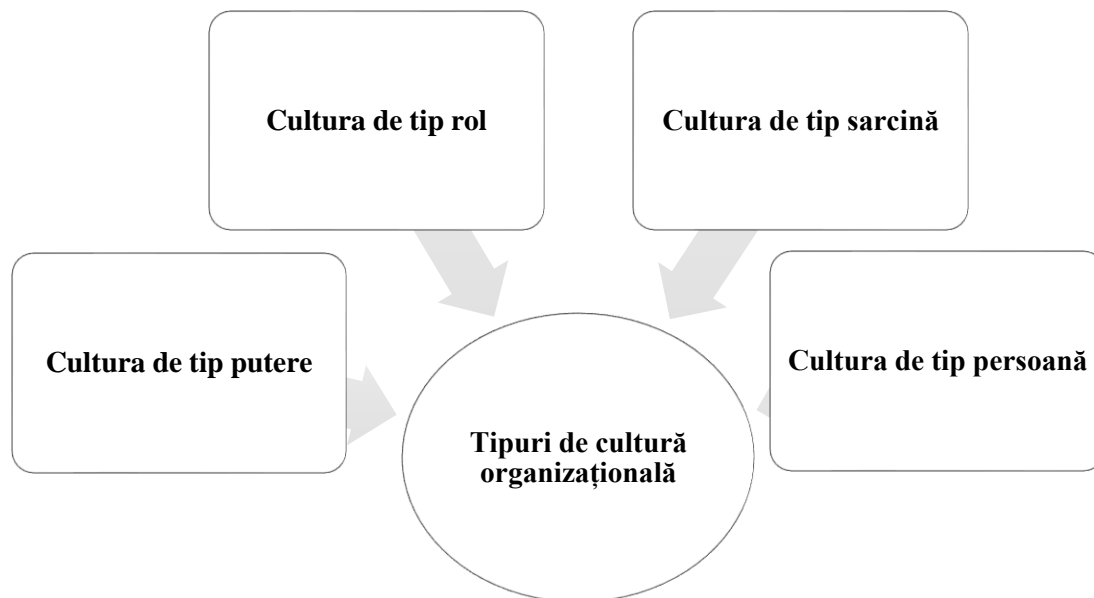 Cultura de tip rol
Cultura de tip sarcină
Cultura de tip putere
Cultura de tip persoană
Tipuri de cultură
organizațională